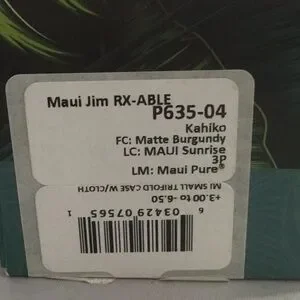 Maui Jim RX-ABLE
P635-04
Kahiko
FC: Matte Burgundy
LC: MAUI Sunrise
3P
LM: Maui Pure®
MJ SMALL TRIFOLD CASE W/CLOTH
+3.00 to -6.50
6 03429 07565 1